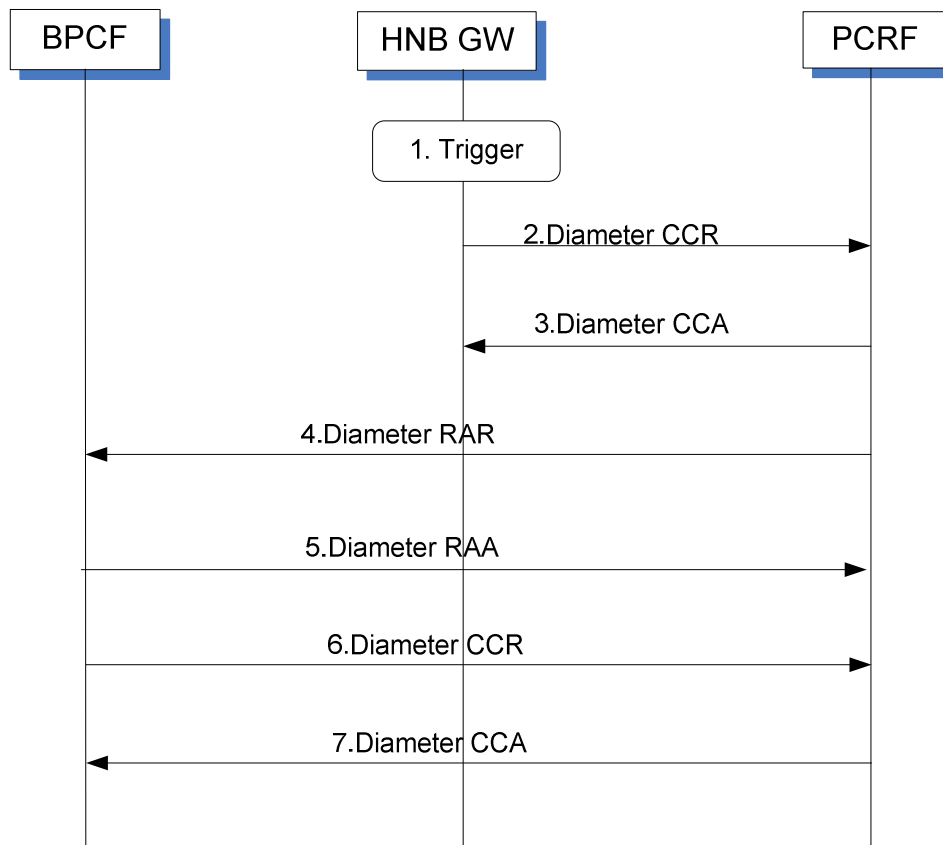 BPCF
HNB GW
PCRF
1. Trigger
2.Diameter CCR
3.Diameter CCA
4.Diameter RAR
5.Diameter RAA
6.Diameter CCR
7.Diameter CCA